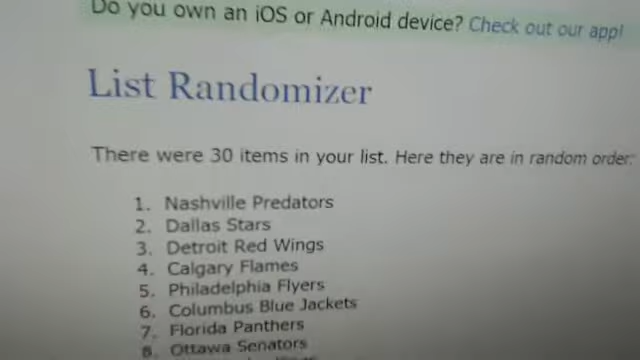 Do you own an iOS or Android device? Check out our app!
List Randomizer
There were 30 items in your list. Here they are in random order:
1. Nashville Predators
2. Dallas Stars
3. Detroit Red Wings
4. Calgary Flames
5. Philadelphia Flyers
6. Columbus Blue Jackets
7. Florida Panthers
8. Ottawa Senators